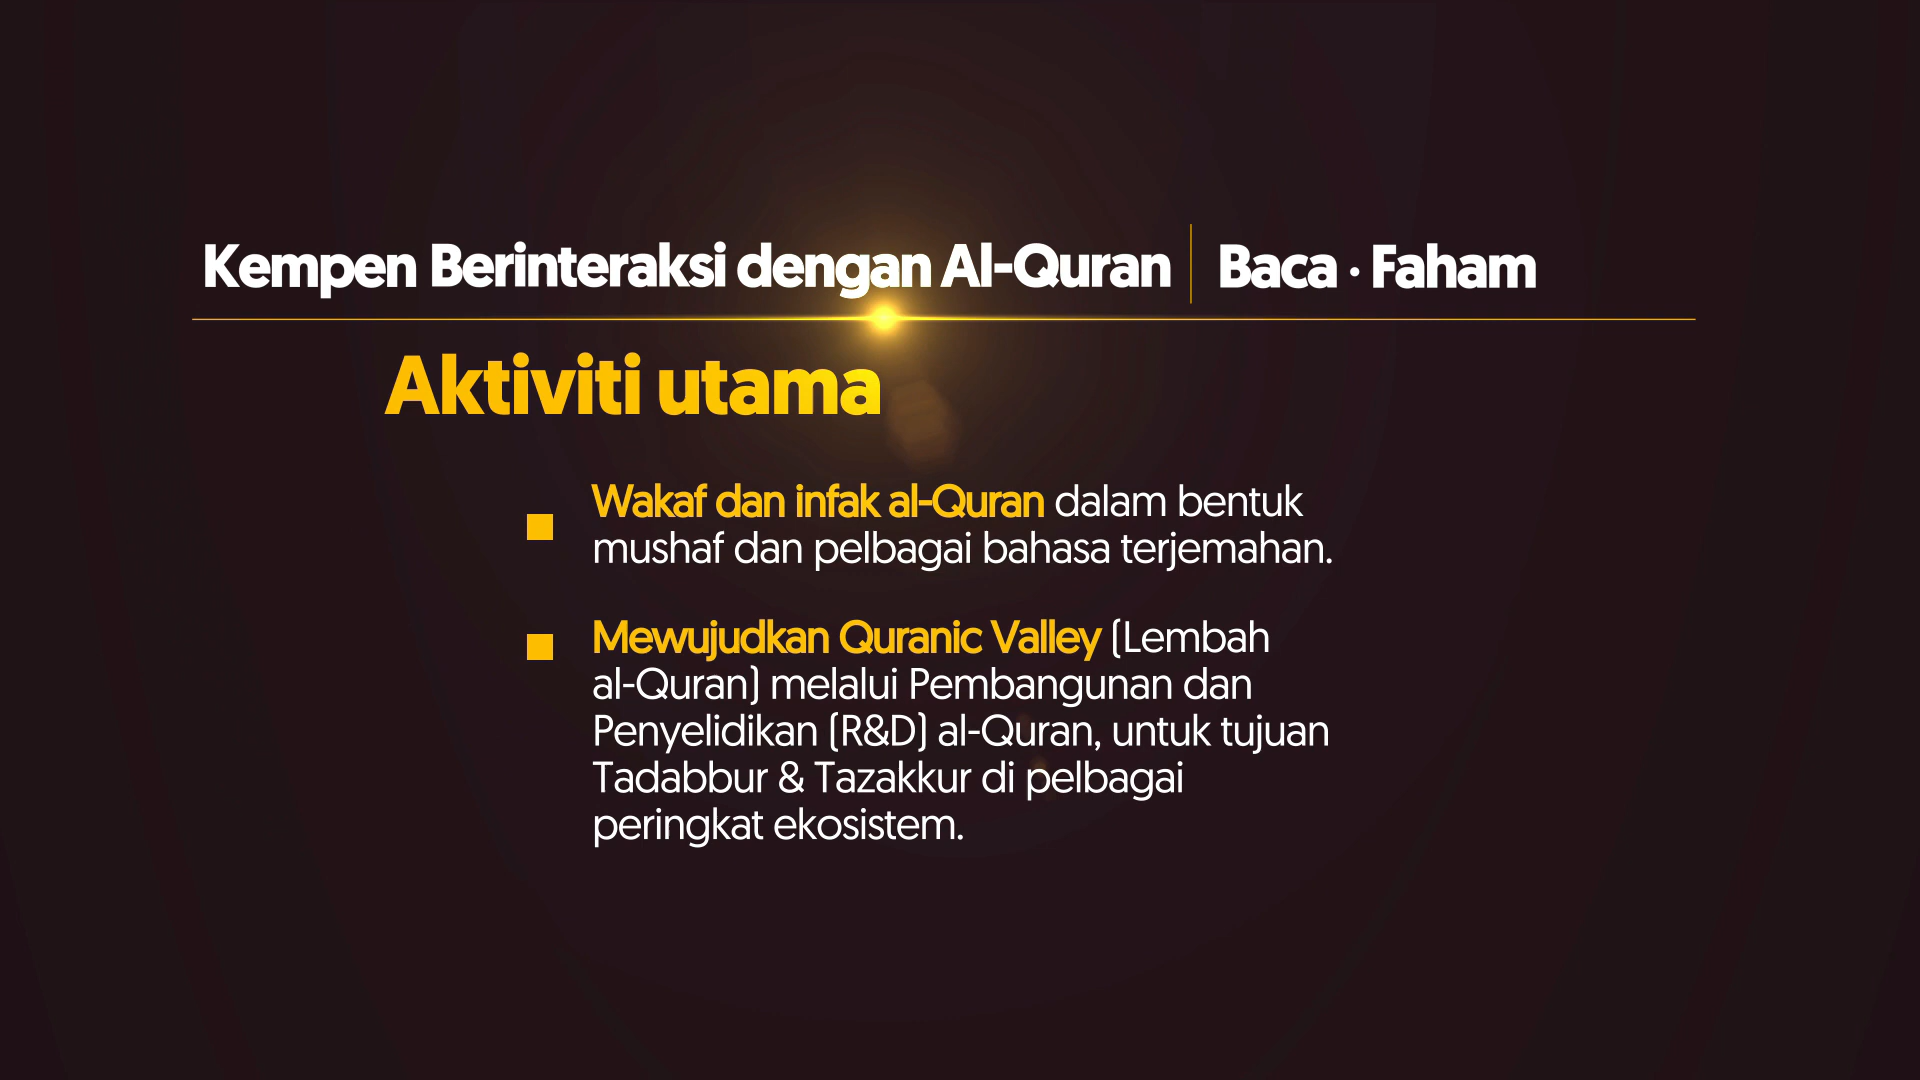 Kempen Berinteraksi dengan Al-Quran | Baca · Faham
Aktiviti utama
Wakaf dan infak al-Quran dalam bentuk
mushaf dan pelbagai bahasa terjemahan.
Mewujudkan Quranic Valley (Lembah
al-Quran) melalui Pembangunan dan
Penyelidikan (R&D) al-Quran, untuk tujuan
Tadabbur & Tazakkur di pelbagai
peringkat ekosistem.